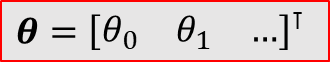 𝜽 = [𝜃₀ 𝜃₁ …]ᵀ